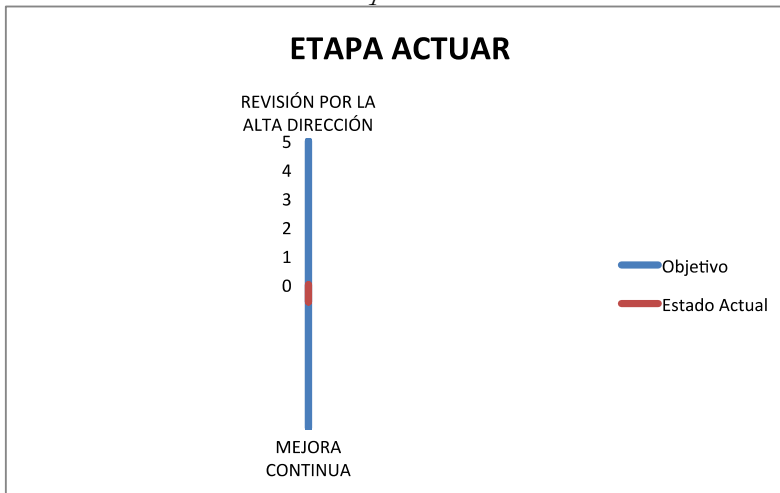 ETAPA ACTUAR
REVISIÓN POR LA
ALTA DIRECCIÓN
5
4
3
2
1
0
Objetivo
Estado Actual
MEJORA
CONTINUA